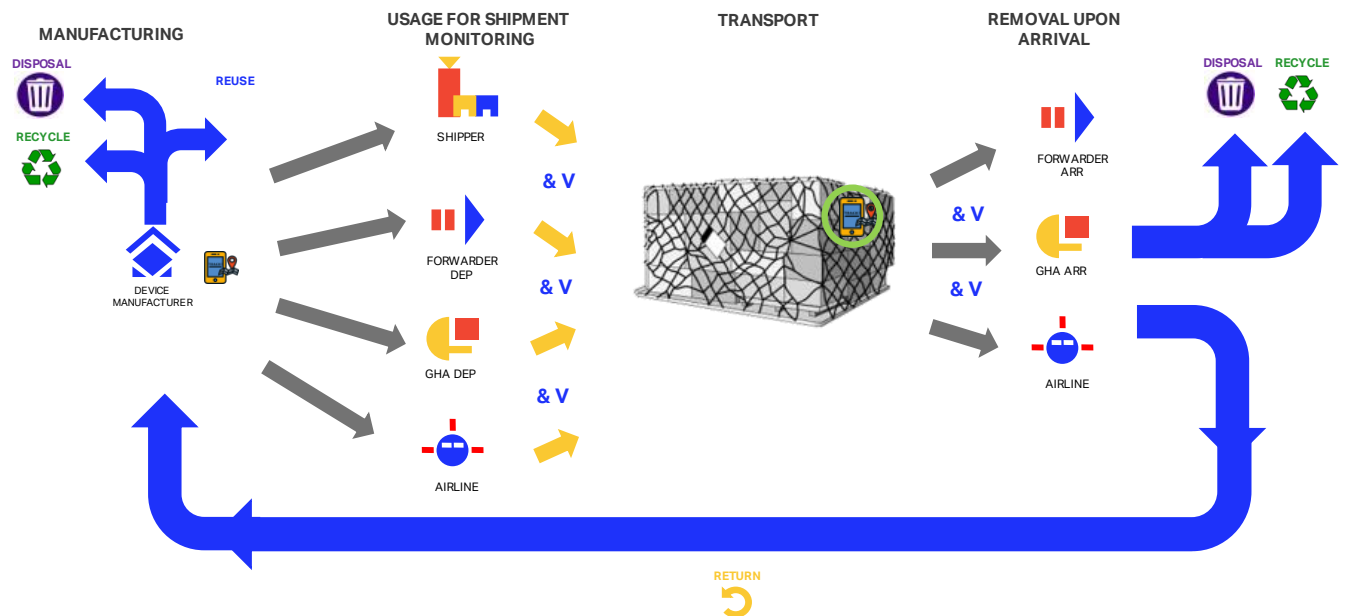 MANUFACTURING
USAGE FOR SHIPMENT
MONITORING
TRANSPORT
REMOVAL UPON
ARRIVAL
DISPOSAL
REUSE
RECYCLE
DEVICE
MANUFACTURER
SHIPPER
& V
FORWARDER
DEP
& V
GHA DEP
& V
AIRLINE
FORWARDER
ARR
& V
GHA ARR
& V
AIRLINE
DISPOSAL
RECYCLE
RETURN